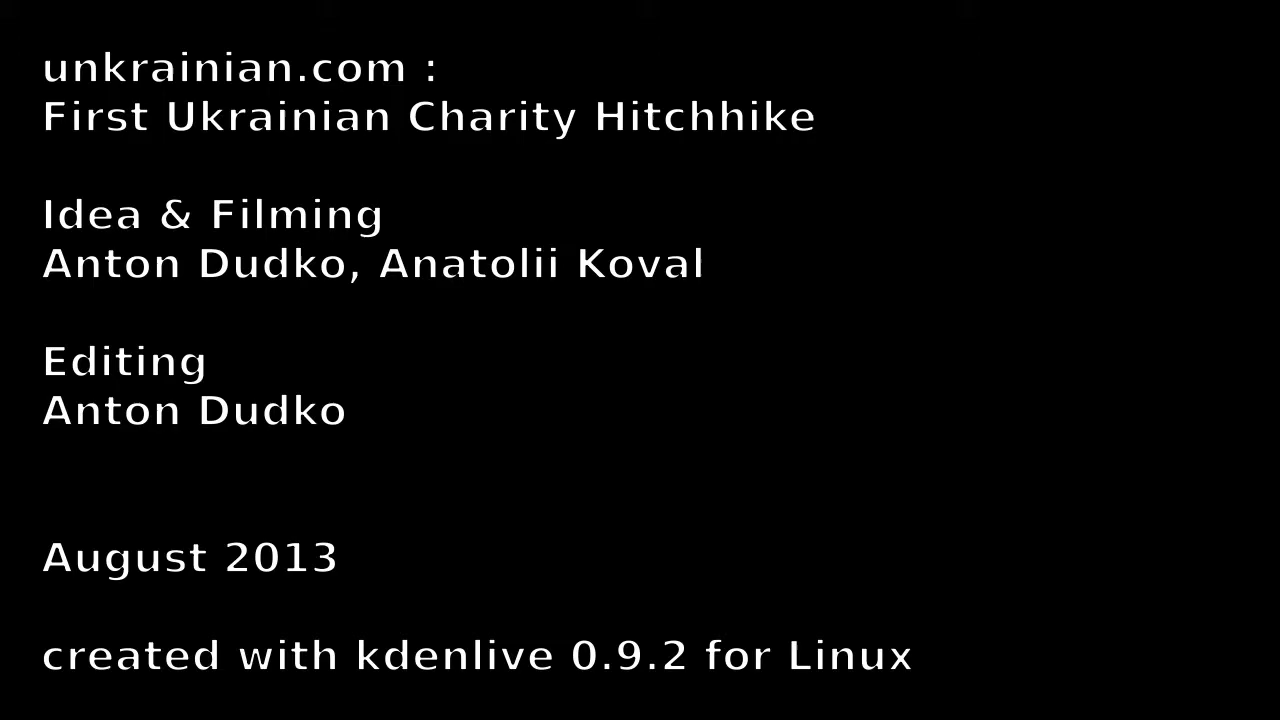 unkrainian.com :
First Ukrainian Charity Hitchhike
Idea & Filming
Anton Dudko, Anatolii Koval
Editing
Anton Dudko
August 2013
created with kdenlive 0.9.2 for Linux